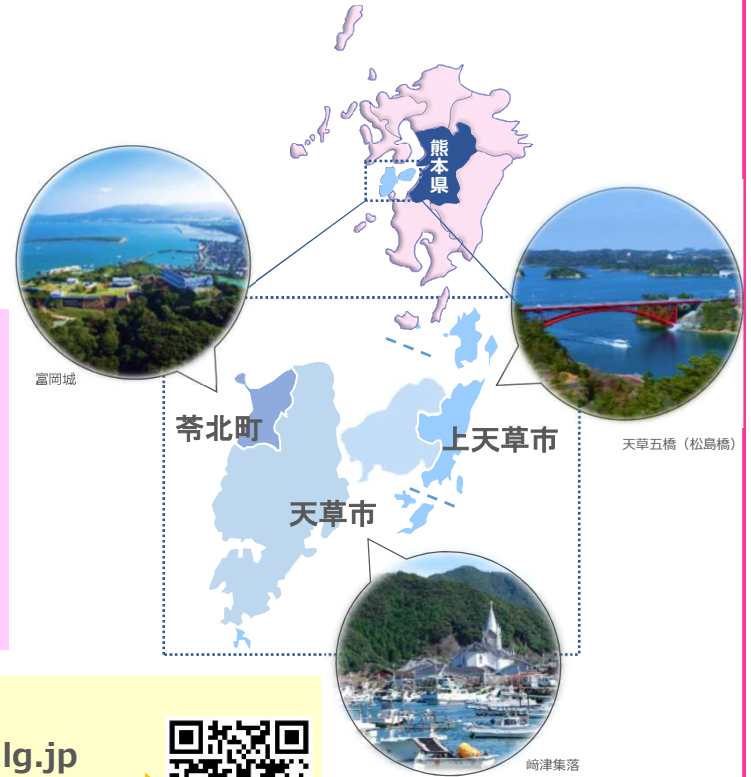 熊本県
富岡城
苓北町
上天草市
天草五橋（松島橋）
天草市
﨑津集落
lg.jp